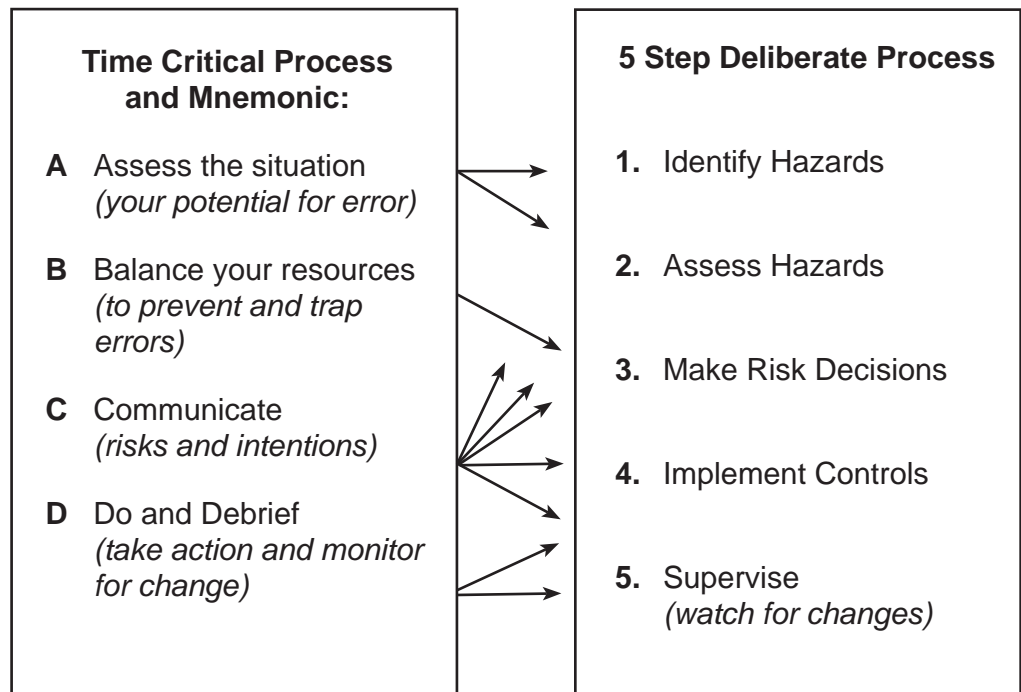 Time Critical Process
and Mnemonic:
A Assess the situation
(your potential for error)
B Balance your resources
(to prevent and trap
errors)
C Communicate
(risks and intentions)
D Do and Debrief
(take action and monitor
for change)
5 Step Deliberate Process
1. Identify Hazards
2. Assess Hazards
3. Make Risk Decisions
4. Implement Controls
5. Supervise
(watch for changes)